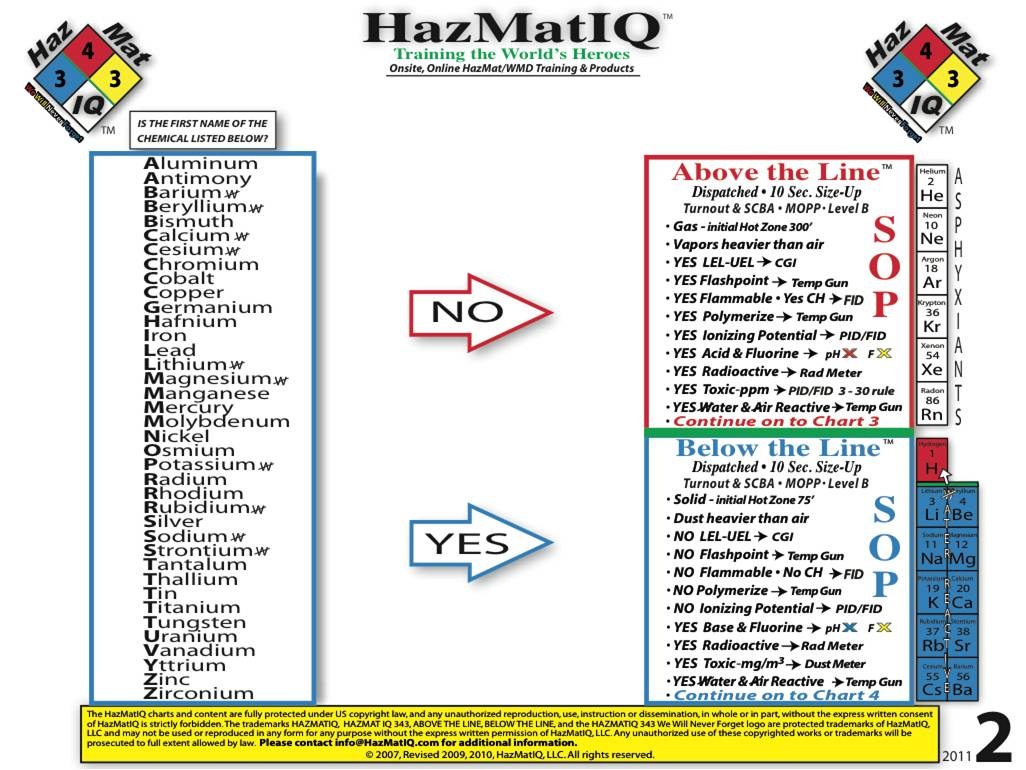 Haz Mat
4
3 3
IQ
We Will Never Forget
TM
HazMatIQ™
Training the World's Heroes
Onsite, Online HazMat/WMD Training & Products
Haz Mat
4
3 3
IQ
We Will Never Forget
TM
IS THE FIRST NAME OF THE
CHEMICAL LISTED BELOW?
Aluminum
Antimony
Barium W
Beryllium W
Bismuth
Calcium W
Cesium W
Chromium
Cobalt
Copper
Germanium
Hafnium
Iron
Lead
Lithium W
Magnesium W
Manganese
Mercury
Molybdenum
Nickel
Osmium
Potassium W
Radium
Rhodium
Rubidium W
Silver
Sodium W
Strontium W
Tantalum
Thallium
Tin
Titanium
Tungsten
Uranium
Vanadium
Yttrium
Zinc
Zirconium
NO
YES
Above the Line™
Dispatched • 10 Sec. Size-Up
Turnout & SCBA • MOPP • Level B
• Gas - initial Hot Zone 300'
• Vapors heavier than air
• YES LEL-UEL → CGI
• YES Flashpoint → Temp Gun
• YES Flammable • Yes CH → FID
• YES Polymerize → Temp Gun
• YES Ionizing Potential → PID/FID
• YES Acid & Fluorine → pH X F X
• YES Radioactive → Rad Meter
• YES Toxic-ppm → PID/FID 3 - 30 rule
• YES Water & Air Reactive → Temp Gun
• Continue on to Chart 3
SOP
Below the Line™
Dispatched • 10 Sec. Size-Up
Turnout & SCBA • MOPP • Level B
• Solid - initial Hot Zone 75'
• Dust heavier than air
• NO LEL-UEL → CGI
• NO Flashpoint → Temp Gun
• NO Flammable • No CH → FID
• NO Polymerize → Temp Gun
• NO Ionizing Potential → PID/FID
• YES Base & Fluorine → pH X F X
• YES Radioactive → Rad Meter
• YES Toxic-mg/m³ → Dust Meter
• YES Water & Air Reactive → Temp Gun
• Continue on to Chart 4
SOP
Helium
2
He
Neon
10
Ne
Argon
18
Ar
Krypton
36
Kr
Xenon
54
Xe
Radon
86
Rn
ASPHYXIANTS
Hydrogen
1
H
Lithium Beryllium
3 4
Li Be
Sodium Magnesium
11 12
Na Mg
Potassium Calcium
19 20
K Ca
Rubidium Strontium
37 38
Rb Sr
Cesium Barium
55 56
Cs Ba
WATER REACTIVE
The HazMatIQ charts and content are fully protected under US copyright law, and any unauthorized reproduction, use, instruction or dissemination, in whole or in part, without the express written consent
of HazMatIQ is strictly forbidden. The trademarks HAZMATIQ, HAZMAT IQ 343, ABOVE THE LINE, BELOW THE LINE, and the HAZMATIQ 343 We Will Never Forget logo are protected trademarks of HazMatIQ,
LLC and may not be used or reproduced in any form for any purpose without the express written permission of HazMatIQ, LLC. Any unauthorized use of these copyrighted works or trademarks will be
prosecuted to full extent allowed by law. Please contact info@HazMatIQ.com for additional information.
© 2007, Revised 2009, 2010, HazMatIQ, LLC. All rights reserved.
2011 2